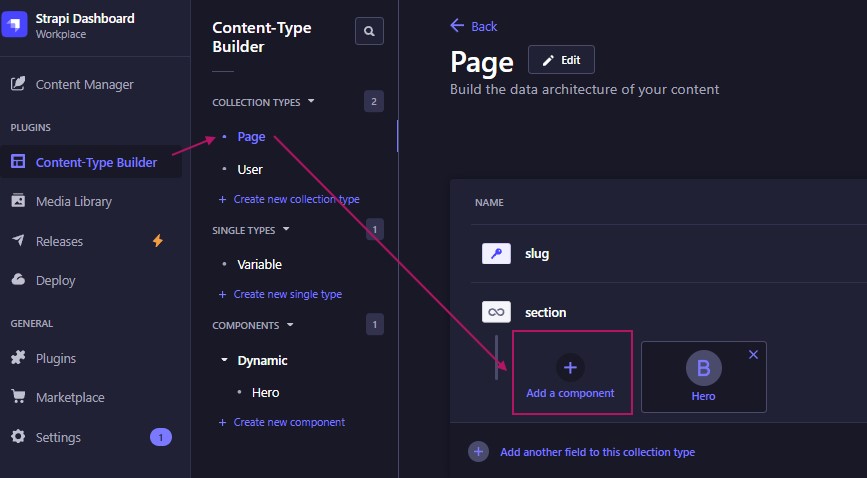 Strapi Dashboard
Workplace
Content Manager
PLUGINS
Content-Type Builder
Media Library
Releases
Deploy
GENERAL
Plugins
Marketplace
Settings
1
Content-Type
Builder
COLLECTION TYPES
2
Page
User
Create new collection type
SINGLE TYPES
1
Variable
Create new single type
COMPONENTS
1
Dynamic
Hero
Create new component
Back
Page
Edit
Build the data architecture of your content
NAME
slug
section
Add a component
B
Hero
Add another field to this collection type